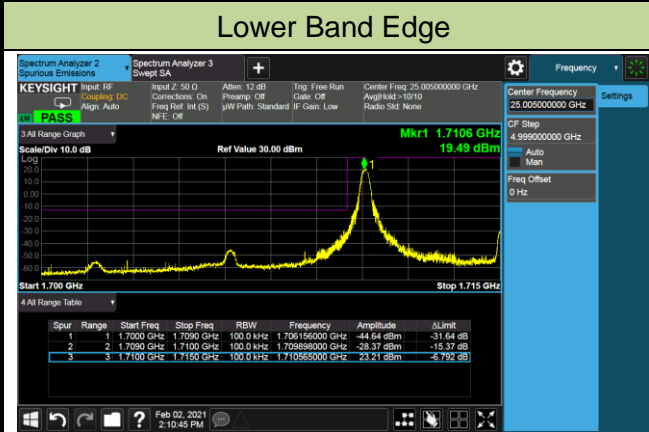 Lower Band Edge
Spectrum Analyzer 2
Spurious Emissions
Spectrum Analyzer 3
Swept SA
+
Frequency
KEYSIGHT
LXI
PASS
Input: RF
Coupling: DC
Align: Auto
Input Z: 50 Ω
Corrections: On
Freq Ref: Int (S)
NFE: Off
Atten: 12 dB
Preamp: Off
µW Path: Standard
Trig: Free Run
Gate: Off
IF Gain: Low
Center Freq: 25.005000000 GHz
Avg|Hold:>10/10
Radio Std: None
Center Frequency
25.005000000 GHz
Settings
CF Step
4.999000000 GHz
Auto
Man
Freq Offset
0 Hz
3 All Range Graph
Mkr1 1.7106 GHz
Scale/Div 10.0 dB
Ref Value 30.00 dBm
19.49 dBm
Log
1
20.0
10.0
0.00
-10.0
-20.0
-30.0
-40.0
-50.0
-60.0
Start 1.700 GHz
Stop 1.715 GHz
4 All Range Table
Spur Range Start Freq Stop Freq RBW Frequency Amplitude ΔLimit
1 1 1.7000 GHz 1.7090 GHz 100.0 kHz 1.706156000 GHz -44.64 dBm -31.64 dB
2 2 1.7090 GHz 1.7100 GHz 100.0 kHz 1.709898000 GHz -28.37 dBm -15.37 dB
3 3 1.7100 GHz 1.7150 GHz 100.0 kHz 1.710565000 GHz 23.21 dBm -6.792 dB
?
Feb 02, 2021
2:10:45 PM